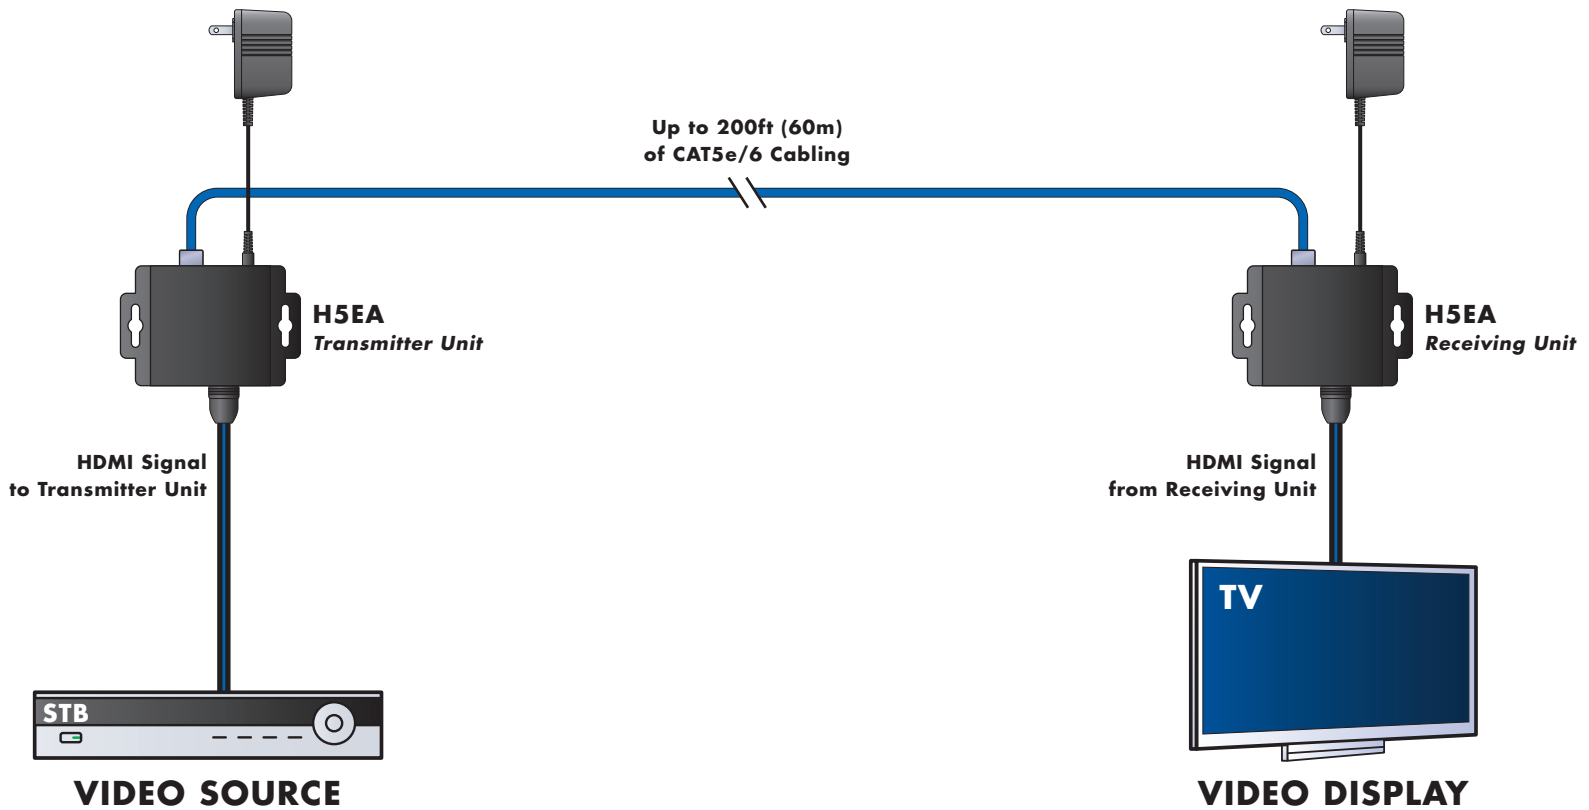 Up to 200ft (60m)
of CAT5e/6 Cabling
H5EA
Transmitter Unit
H5EA
Receiving Unit
HDMI Signal
to Transmitter Unit
HDMI Signal
from Receiving Unit
TV
STB
VIDEO SOURCE
VIDEO DISPLAY